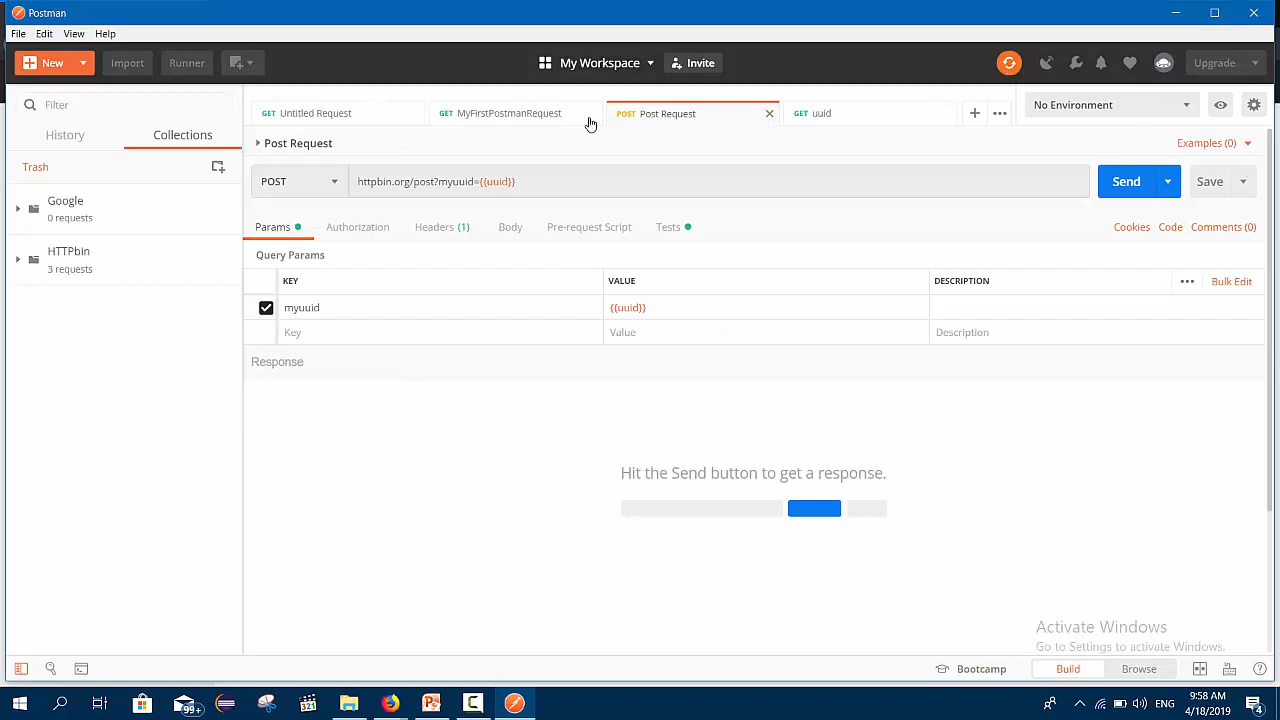 Postman
File Edit View Help
New Import Runner My Workspace Invite Upgrade
Filter
History Collections
Trash
Google
0 requests
HTTPbin
3 requests
GET Untitled Request GET MyFirstPostmanRequest POST Post Request GET uuid
No Environment
Post Request Examples (0)
POST httpbin.org/post?myuuid={{uuid}} Send Save
Params Authorization Headers (1) Body Pre-request Script Tests Cookies Code Comments (0)
Query Params
KEY VALUE DESCRIPTION Bulk Edit
myuuid {{uuid}}
Key Value Description
Response
Hit the Send button to get a response.
Activate Windows
Go to Settings to activate Windows.
Bootcamp Build Browse
99+ ENG 9:58 AM
4/18/2019 4